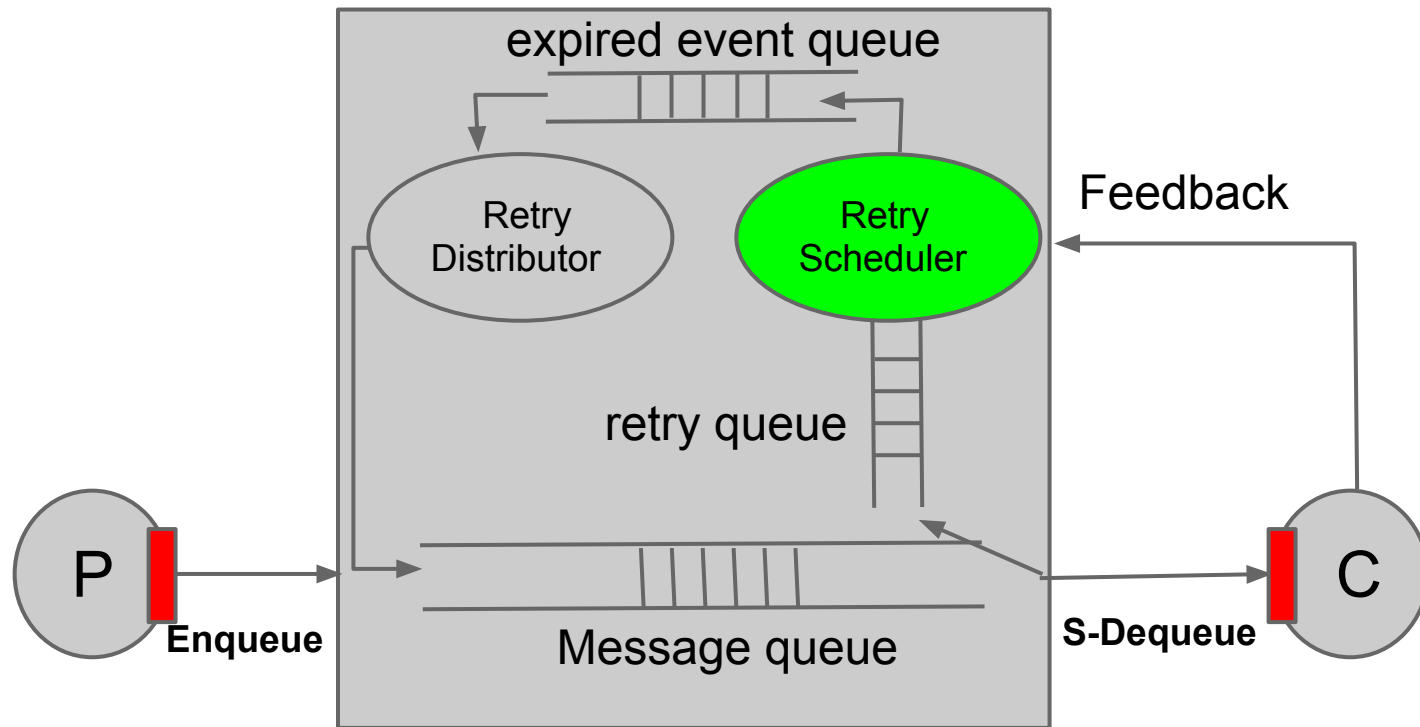 expired event queue
Retry
Distributor
Retry
Scheduler
Feedback
retry queue
P
Enqueue
Message queue
S-Dequeue
C